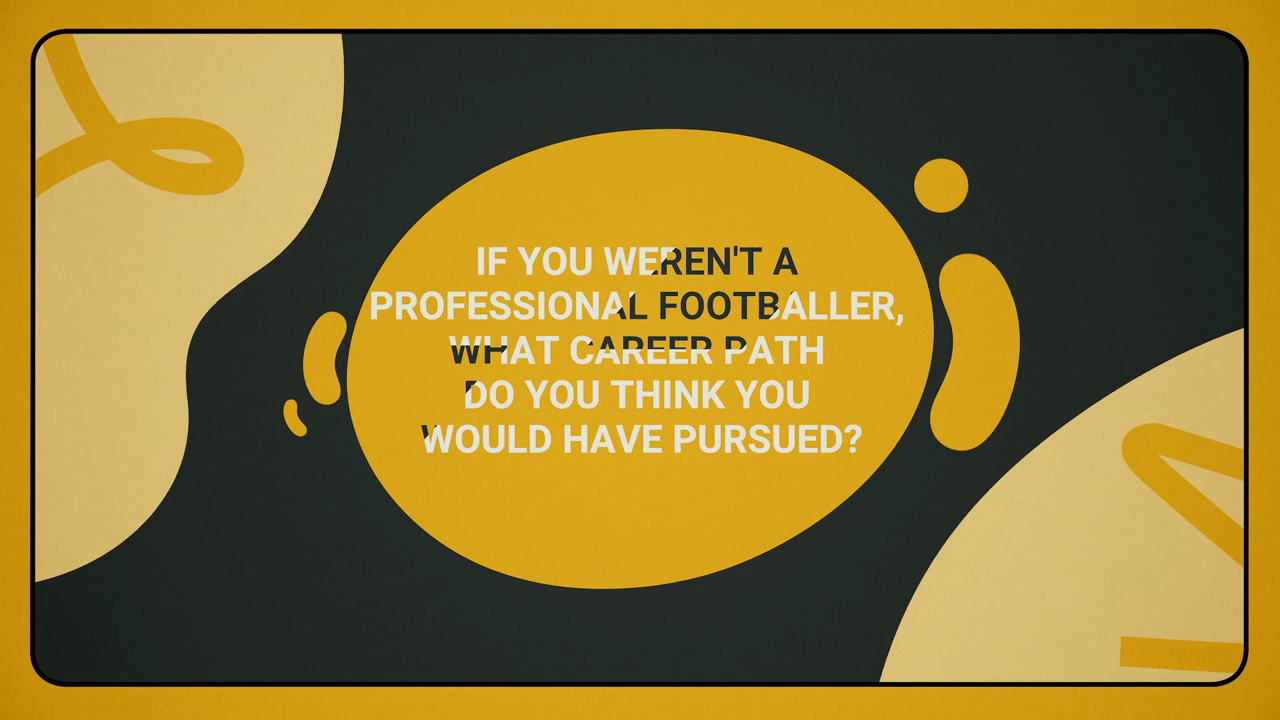 IF YOU WEREN'T A
PROFESSIONAL FOOTBALLER,
WHAT CAREER PATH
DO YOU THINK YOU
WOULD HAVE PURSUED?